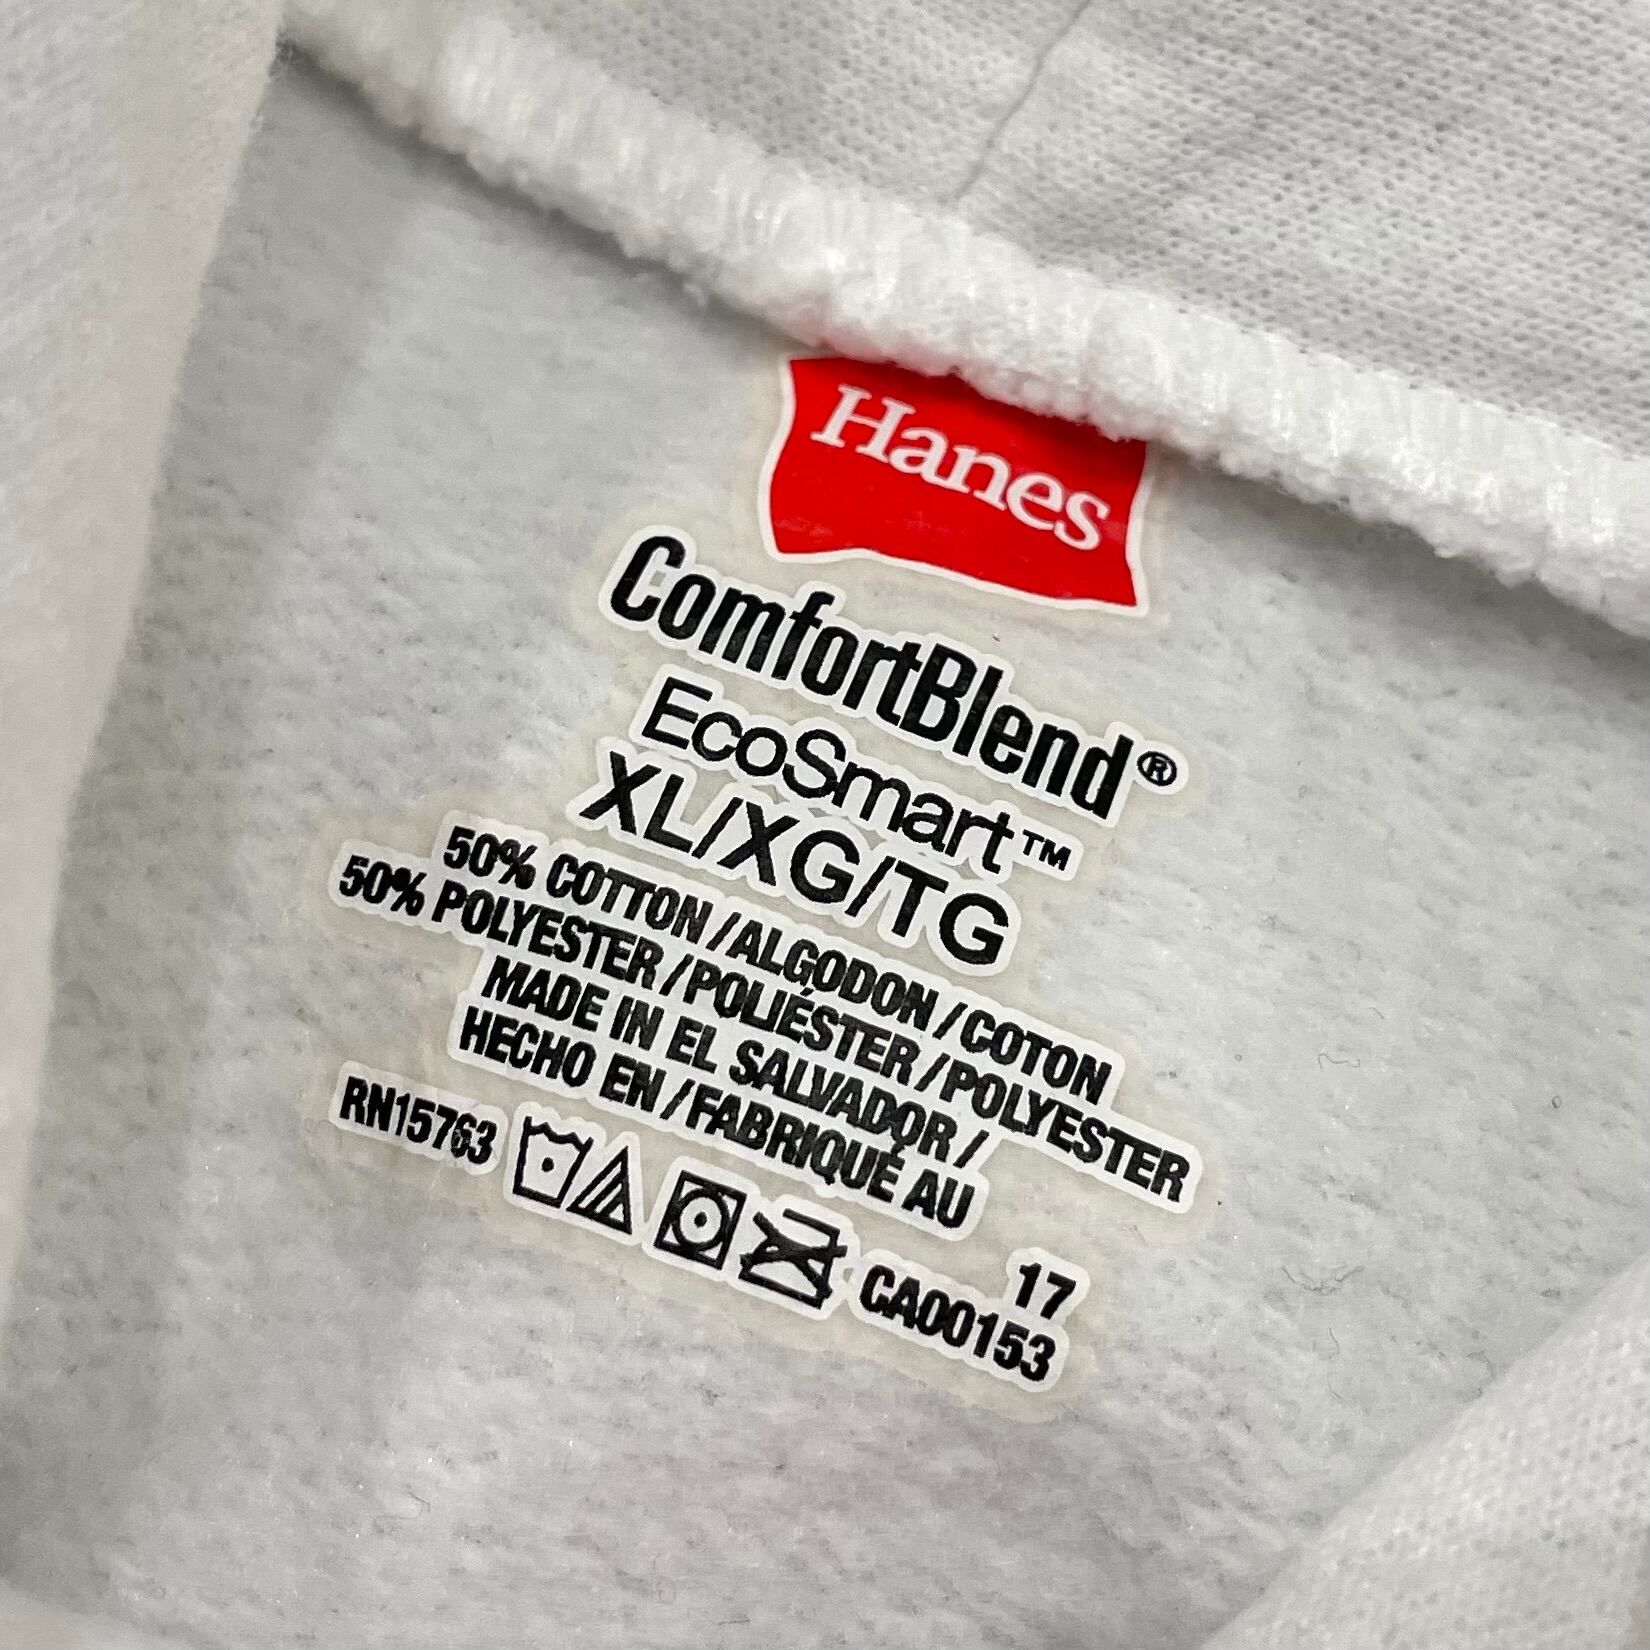 Hanes
ComfortBlend®
EcoSmart™
XL/XG/TG
50% COTTON/ALGODON/COTON
50% POLYESTER/POLIÉSTER/POLYESTER
MADE IN EL SALVADOR/
HECHO EN/FABRIQUÉ AU
17
RN15763 CA00153